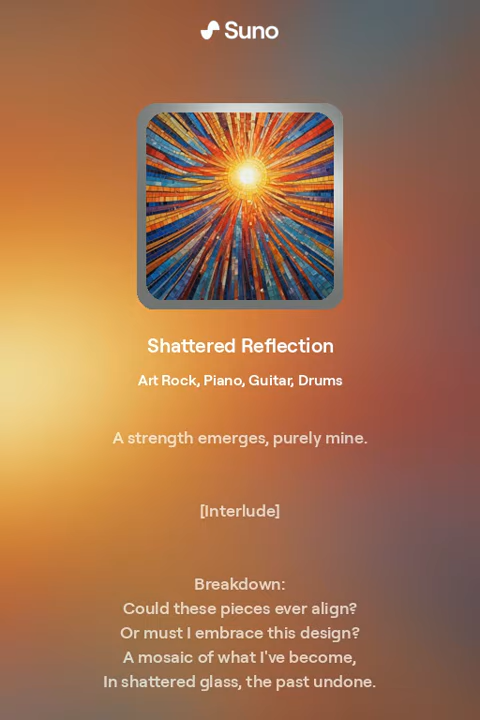 Suno
Shattered Reflection
Art Rock, Piano, Guitar, Drums
A strength emerges, purely mine.
[Interlude]
Breakdown:
Could these pieces ever align?
Or must I embrace this design?
A mosaic of what I've become,
In shattered glass, the past undone.